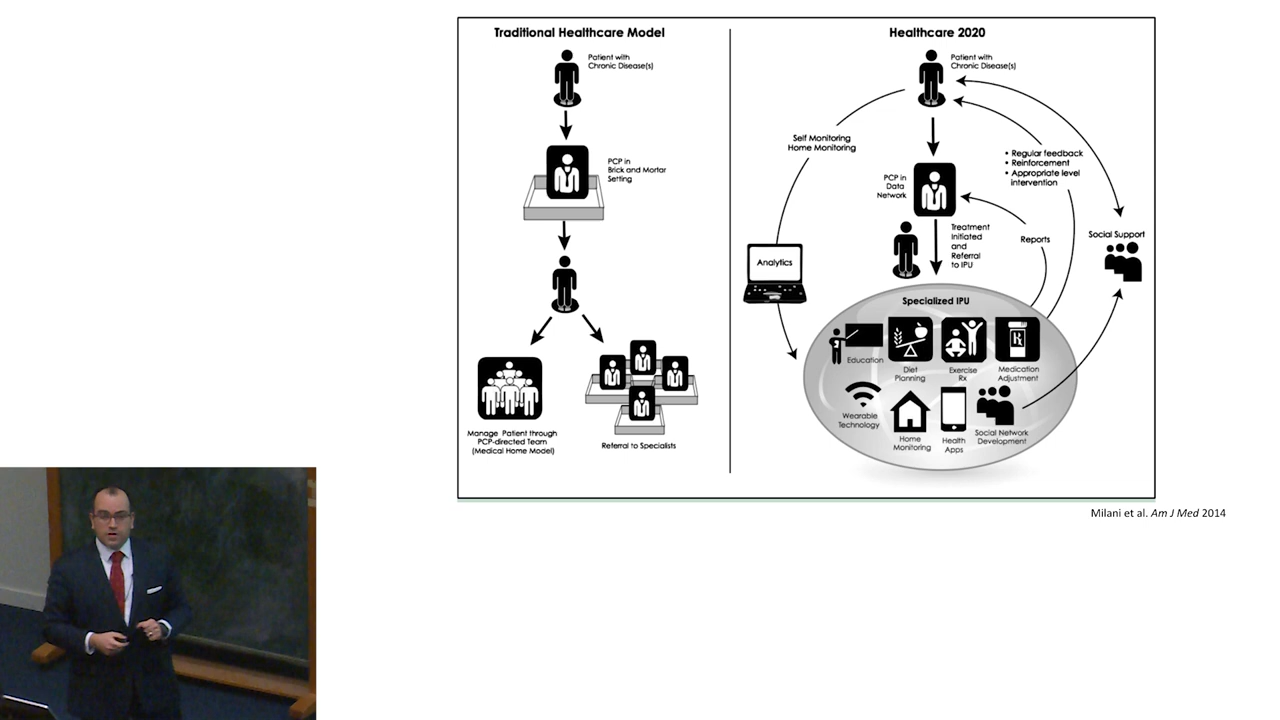 Traditional Healthcare Model
Patient with
Chronic Disease(s)
PCP in
Brick and Mortar
Setting
Manage Patient through
PCP-directed Team
(Medical Home Model)
Referral to Specialists
Healthcare 2020
Patient with
Chronic Disease(s)
Self Monitoring
Home Monitoring
• Regular feedback
• Reinforcement
• Appropriate level
intervention
PCP in
Data
Network
Treatment
Initiated
and
Referral
to IPU
Reports
Social Support
Analytics
Specialized IPU
Education
Diet
Planning
Exercise
Rx
Medication
Adjustment
Wearable
Technology
Home
Monitoring
Health
Apps
Social Network
Development
Milani et al. Am J Med 2014